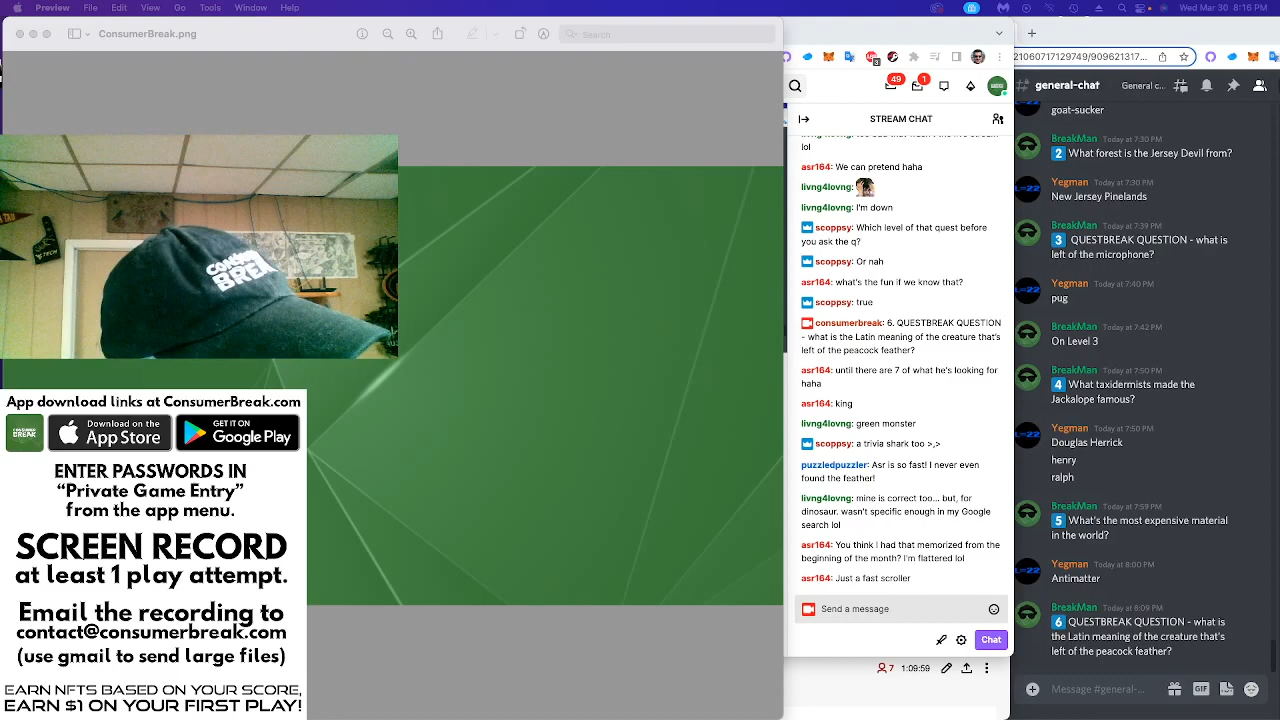 Preview File Edit View Go Tools Window Help
Wed Mar 30 8:16 PM
ConsumerBreak.png
Search
CONSUMER
BREAK
TECH
App download links at ConsumerBreak.com
CONSUMER
BREAK
Download on the
App Store
GET IT ON
Google Play
ENTER PASSWORDS IN
“Private Game Entry”
from the app menu.
SCREEN RECORD
at least 1 play attempt.
Email the recording to
contact@consumerbreak.com
(use gmail to send large files)
EARN NFTS BASED ON YOUR SCORE,
EARN $1 ON YOUR FIRST PLAY!
49
1
STREAM CHAT
lol
asr164: We can pretend haha
livng4lovng:
livng4lovng: I'm down
scoppsy: Which level of that quest before
you ask the q?
scoppsy: Or nah
asr164: what's the fun if we know that?
scoppsy: true
consumerbreak: 6. QUESTBREAK QUESTION
- what is the Latin meaning of the creature that's
left of the peacock feather?
asr164: until there are 7 of what he's looking for
haha
asr164: king
livng4lovng: green monster
scoppsy: a trivia shark too >,>
puzzledpuzzler: Asr is so fast! I never even
found the feather!
livng4lovng: mine is correct too... but, for
dinosaur. wasn't specific enough in my Google
search lol
asr164: You think I had that memorized from the
beginning of the month? I'm flattered lol
asr164: Just a fast scroller
Send a message
Chat
7 1:09:59
21060717129749/909621317...
general-chat
General c...
goat-sucker
BreakMan Today at 7:30 PM
2 What forest is the Jersey Devil from?
Yegman Today at 7:30 PM
New Jersey Pinelands
BreakMan Today at 7:39 PM
3 QUESTBREAK QUESTION - what is
left of the microphone?
Yegman Today at 7:40 PM
pug
BreakMan Today at 7:42 PM
On Level 3
BreakMan Today at 7:50 PM
4 What taxidermists made the
Jackalope famous?
Yegman Today at 7:50 PM
Douglas Herrick
henry
ralph
BreakMan Today at 7:59 PM
5 What's the most expensive material
in the world?
Yegman Today at 8:00 PM
Antimatter
BreakMan Today at 8:09 PM
6 QUESTBREAK QUESTION - what is
the Latin meaning of the creature that's
left of the peacock feather?
Message #general-...
GIF